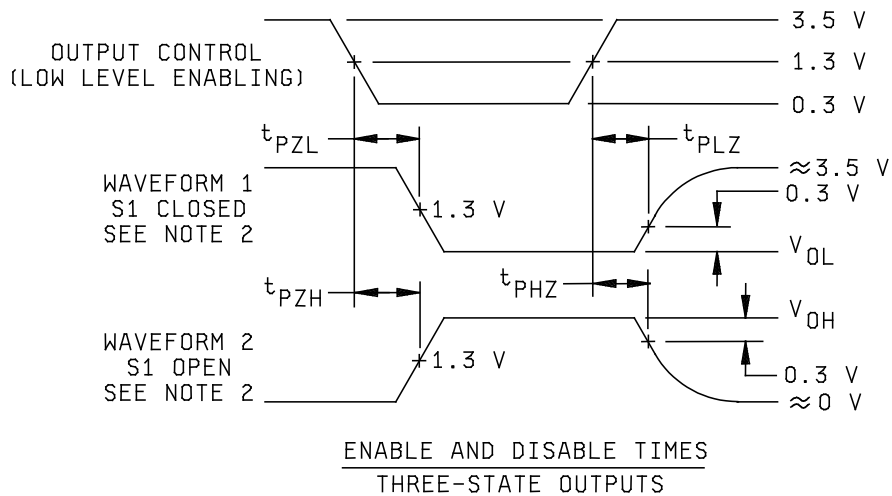 3.5 V
OUTPUT CONTROL
(LOW LEVEL ENABLING)
1.3 V
0.3 V
tPZL
tPLZ
≈3.5 V
WAVEFORM 1
S1 CLOSED
SEE NOTE 2
0.3 V
1.3 V
VOL
tPZH
tPHZ
VOH
WAVEFORM 2
S1 OPEN
SEE NOTE 2
1.3 V
0.3 V
≈0 V
ENABLE AND DISABLE TIMES
THREE-STATE OUTPUTS